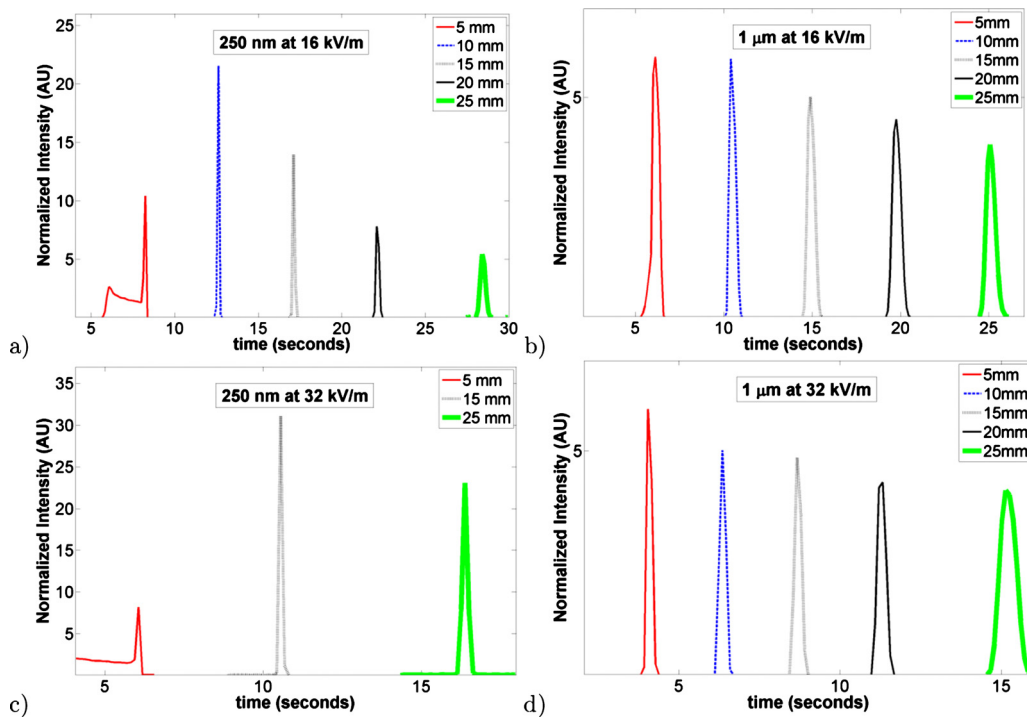 25
20
15
10
5
Normalized Intensity (AU)
250 nm at 16 kV/m
5 mm
10 mm
15 mm
20 mm
25 mm
5 10 15 20 25 30
time (seconds)
a)
5
Normalized Intensity (AU)
1 μm at 16 kV/m
5mm
10mm
15mm
20mm
25mm
5 10 15 20 25
time (seconds)
b)
35
30
25
20
15
10
5
Normalized Intensity (AU)
250 nm at 32 kV/m
5 mm
15 mm
25 mm
5 10 15
time (seconds)
c)
5
Normalized Intensity (AU)
1 μm at 32 kV/m
5mm
10mm
15mm
20mm
25mm
5 10 15
time (seconds)
d)